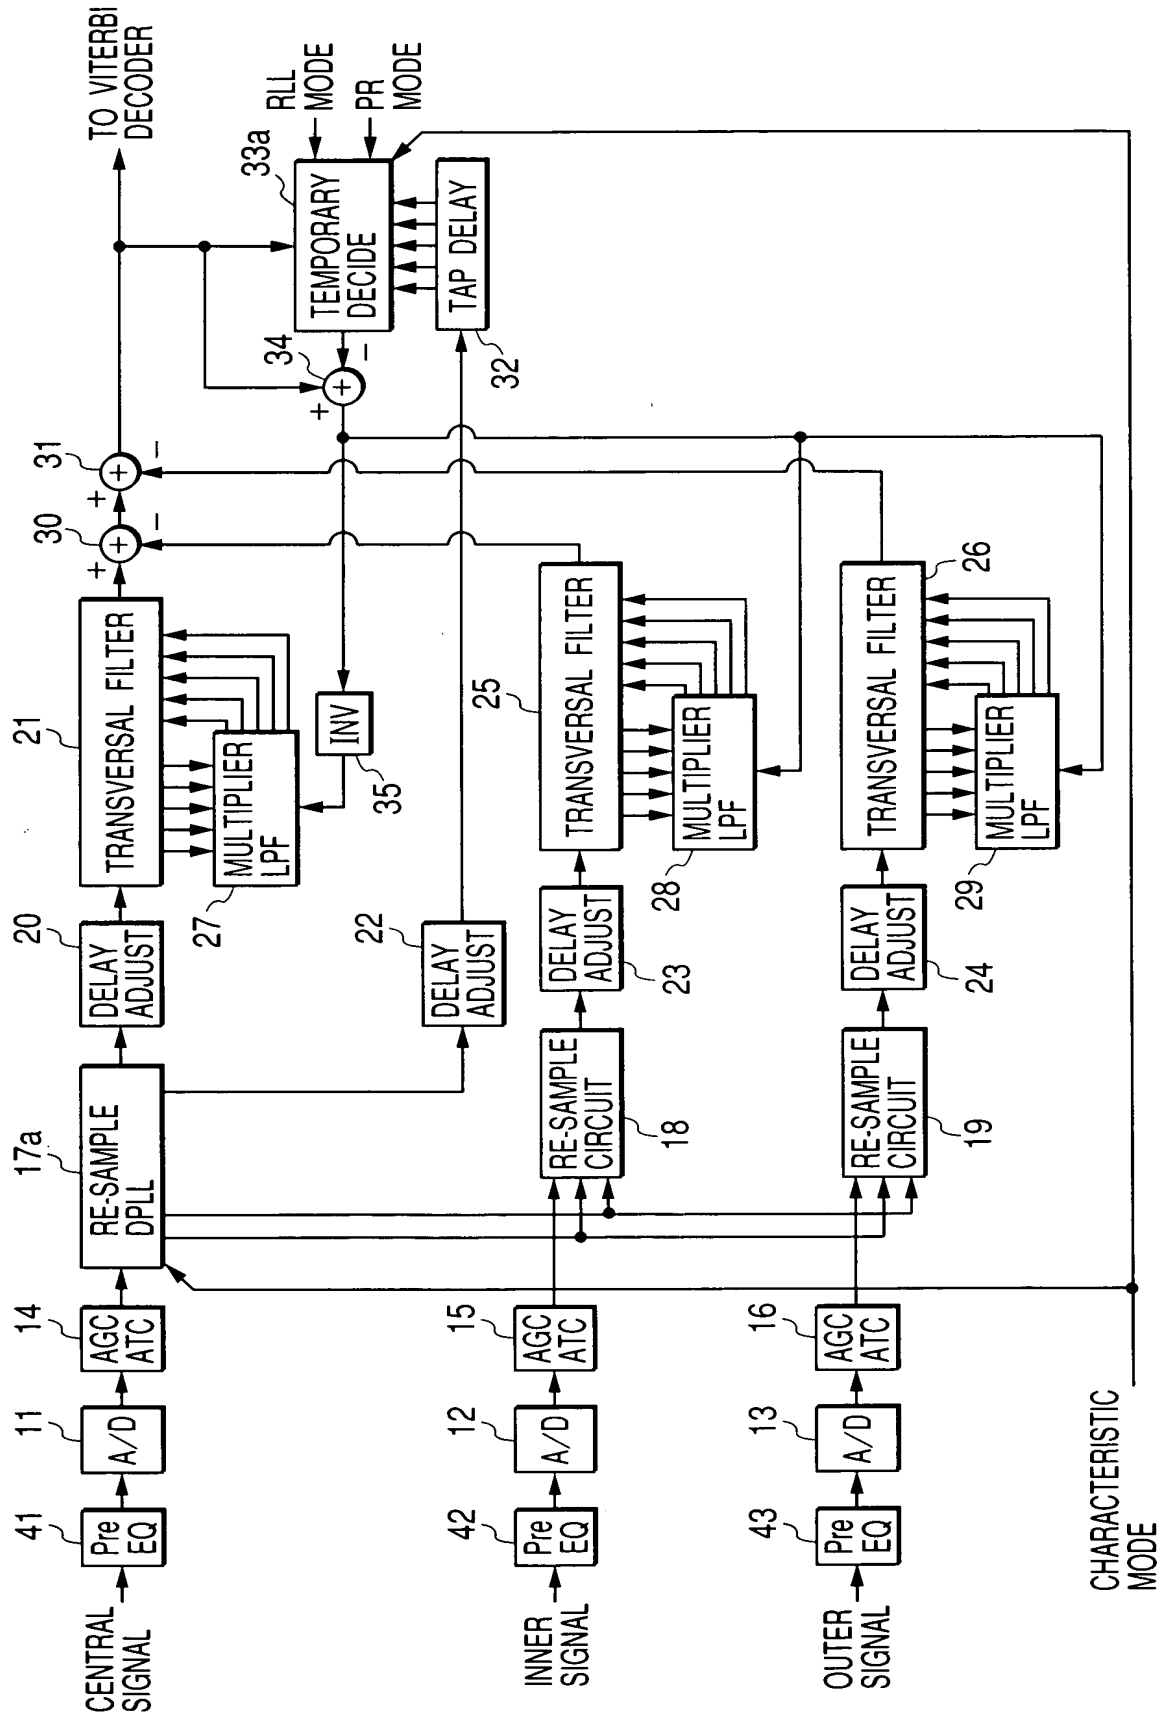 CENTRAL
SIGNAL
41
Pre
EQ
11
A/D
14
AGC
ATC
17a
RE-SAMPLE
DPLL
20
DELAY
ADJUST
21
TRANSVERSAL FILTER
27
MULTIPLIER
LPF
30
+
+
-
31
+
+
-
TO VITERBI
DECODER
RLL
MODE
PR
MODE
33a
TEMPORARY
DECIDE
34
+
+
-
TAP DELAY
32
INV
35
22
DELAY
ADJUST
INNER
SIGNAL
42
Pre
EQ
12
A/D
15
AGC
ATC
RE-SAMPLE
CIRCUIT
18
DELAY
ADJUST
23
25
TRANSVERSAL FILTER
MULTIPLIER
LPF
28
OUTER
SIGNAL
43
Pre
EQ
13
A/D
16
AGC
ATC
RE-SAMPLE
CIRCUIT
19
DELAY
ADJUST
24
TRANSVERSAL FILTER
26
MULTIPLIER
LPF
29
CHARACTERISTIC
MODE